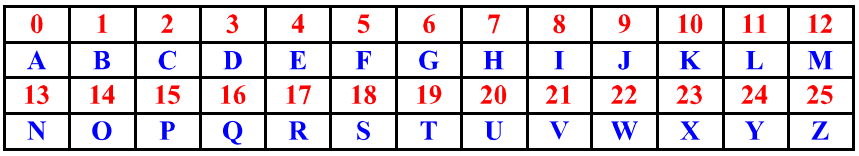 0 1 2 3 4 5 6 7 8 9 10 11 12
A B C D E F G H I J K L M
13 14 15 16 17 18 19 20 21 22 23 24 25
N O P Q R S T U V W X Y Z